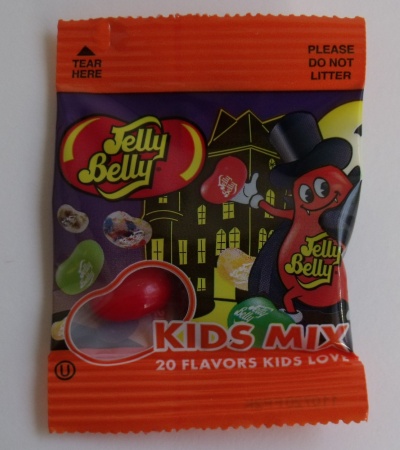 TEAR
HERE
PLEASE
DO NOT
LITTER
Jelly
Belly®
Jelly
Belly
KIDS MIX
20 FLAVORS KIDS LOVE
U